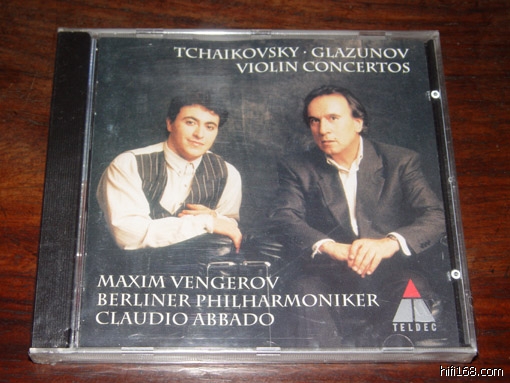 TCHAIKOVSKY · GLAZUNOV
VIOLIN CONCERTOS
MAXIM VENGEROV
BERLINER PHILHARMONIKER
CLAUDIO ABBADO
TELDEC
hifi168.com